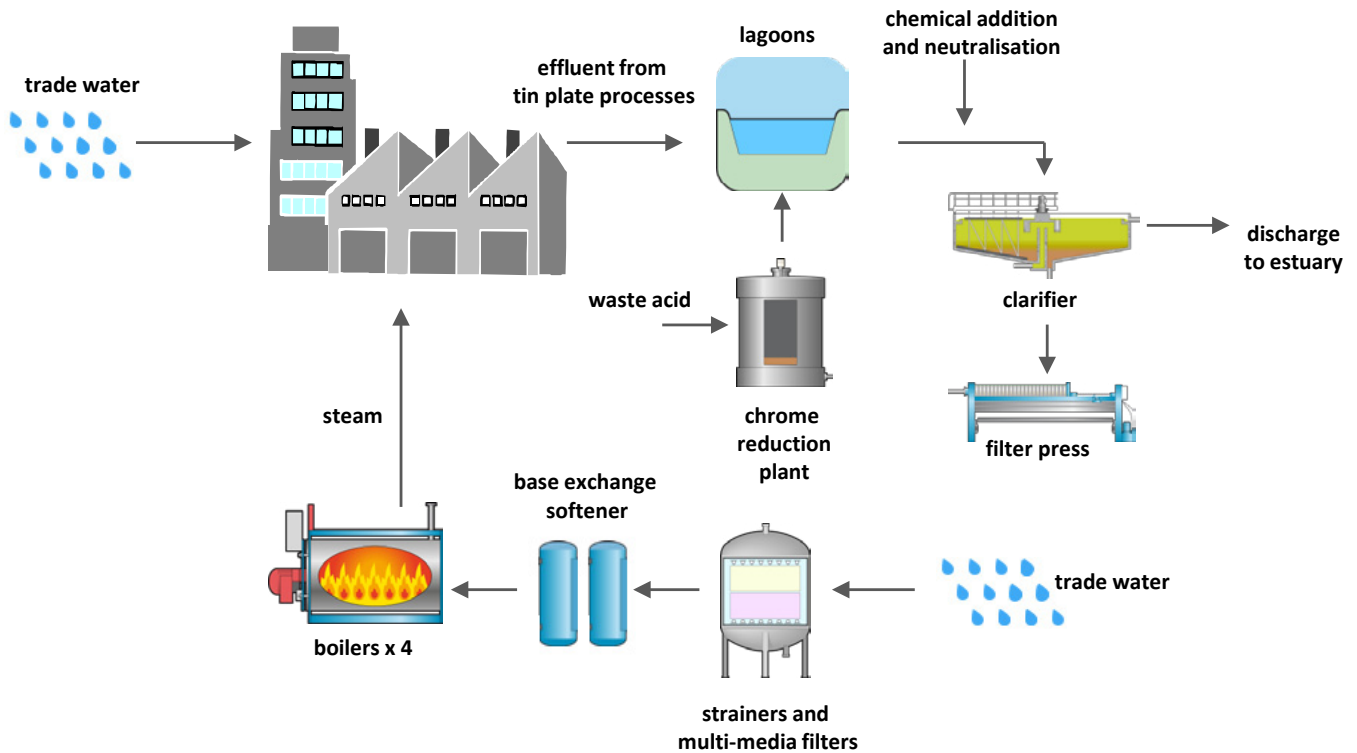 chemical addition
and neutralisation
lagoons
effluent from
tin plate processes
trade water
discharge
to estuary
clarifier
waste acid
steam
chrome
reduction
plant
filter press
base exchange
softener
trade water
boilers x 4
strainers and
multi-media filters